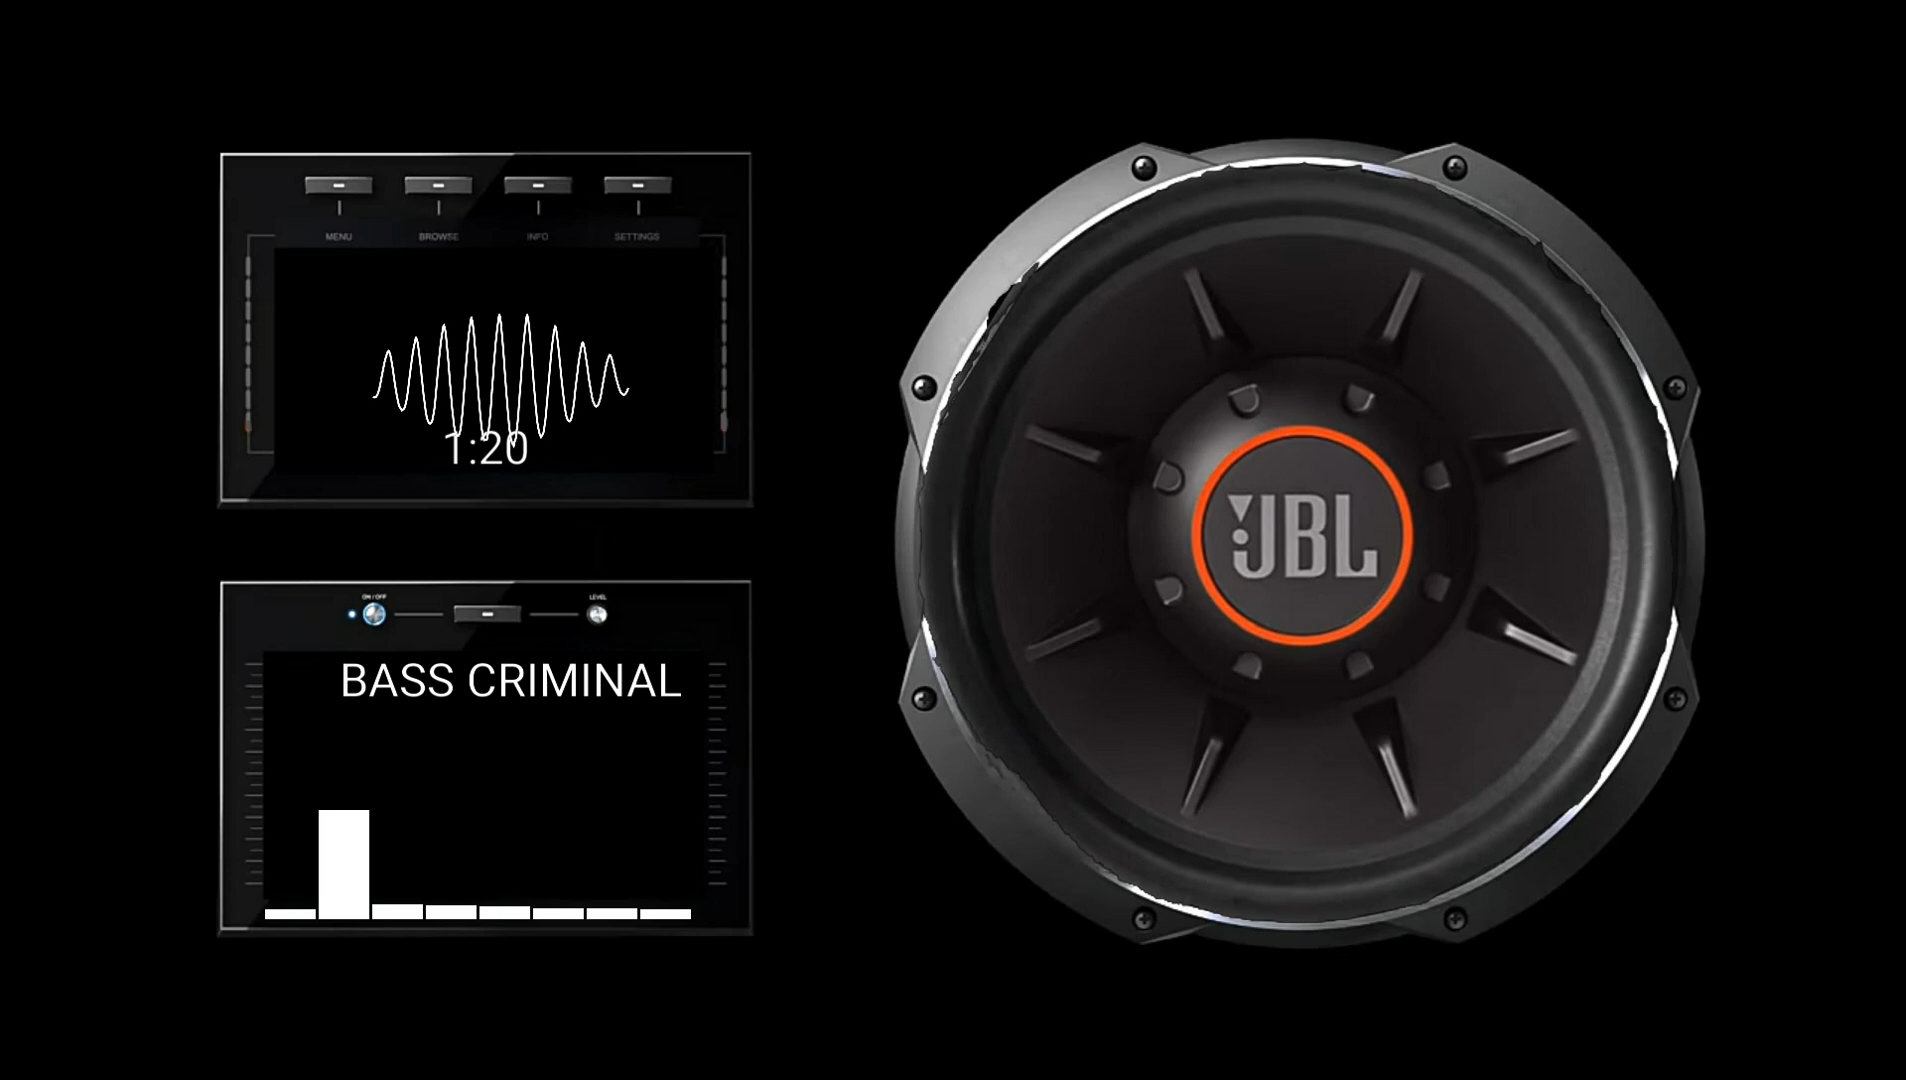 MENU BROWSE INFO SETTINGS
1:20
ON / OFF LEVEL
BASS CRIMINAL
JBL